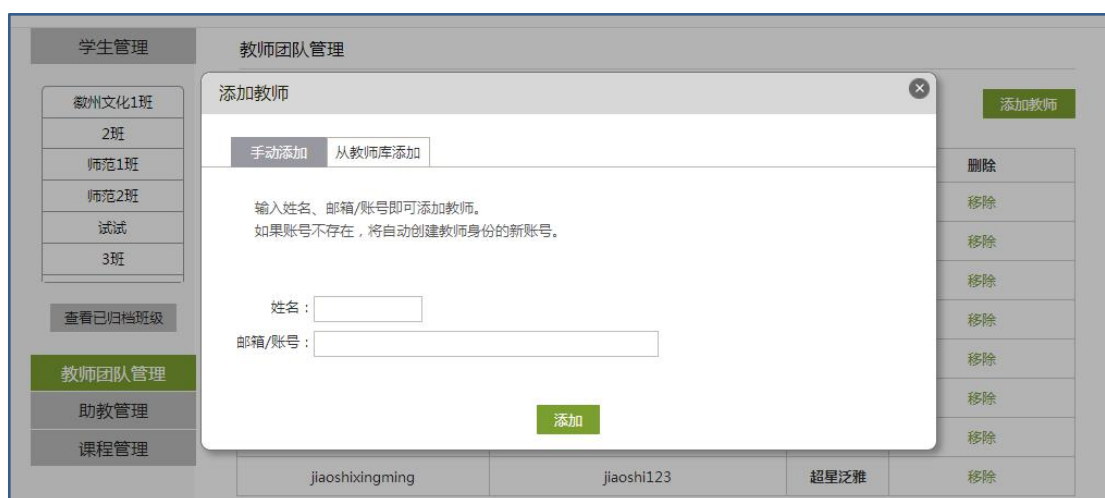 学生管理
教师团队管理
添加教师
添加教师
徽州文化1班
2班
师范1班
师范2班
试试
3班
手动添加
从教师库添加
输入姓名、邮箱/账号即可添加教师。
如果账号不存在，将自动创建教师身份的新账号。
姓名：
邮箱/账号：
添加
查看已归档班级
教师团队管理
助教管理
课程管理
删除
移除
移除
移除
移除
移除
移除
移除
jiaoshixingming
jiaoshi123
超星泛雅
移除